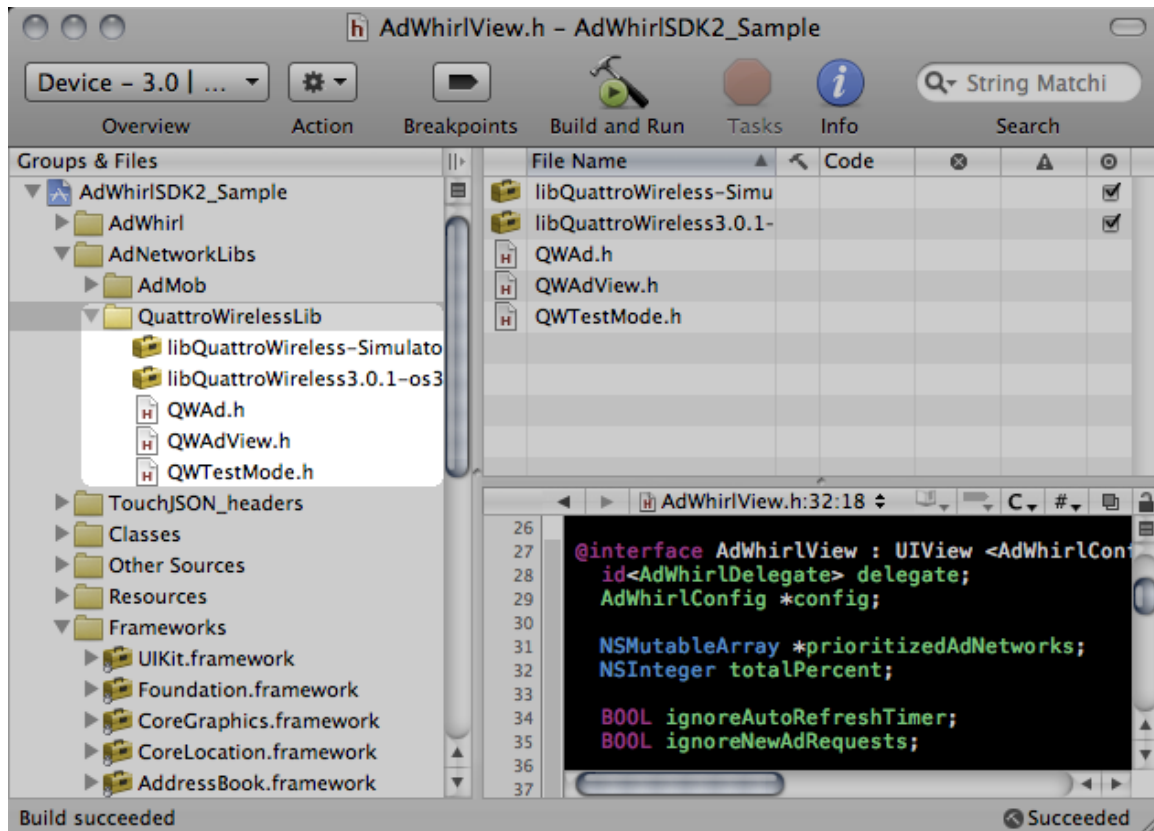 AdWhirlView.h – AdWhirlSDK2_Sample
Device – 3.0 | ...
String Matchi
Overview Action Breakpoints Build and Run Tasks Info Search
Groups & Files
AdWhirlSDK2_Sample
AdWhirl
AdNetworkLibs
AdMob
QuattroWirelessLib
libQuattroWireless-Simulato
libQuattroWireless3.0.1-os3
QWAd.h
QWAdView.h
QWTestMode.h
TouchJSON_headers
Classes
Other Sources
Resources
Frameworks
UIKit.framework
Foundation.framework
CoreGraphics.framework
CoreLocation.framework
AddressBook.framework
File Name Code
libQuattroWireless-Simu
libQuattroWireless3.0.1-
QWAd.h
QWAdView.h
QWTestMode.h
AdWhirlView.h:32:18 C #
26
27 @interface AdWhirlView : UIView <AdWhirlConf
28 id<AdWhirlDelegate> delegate;
29 AdWhirlConfig *config;
30
31 NSMutableArray *prioritizedAdNetworks;
32 NSInteger totalPercent;
33
34 BOOL ignoreAutoRefreshTimer;
35 BOOL ignoreNewAdRequests;
36
37
Build succeeded
Succeeded